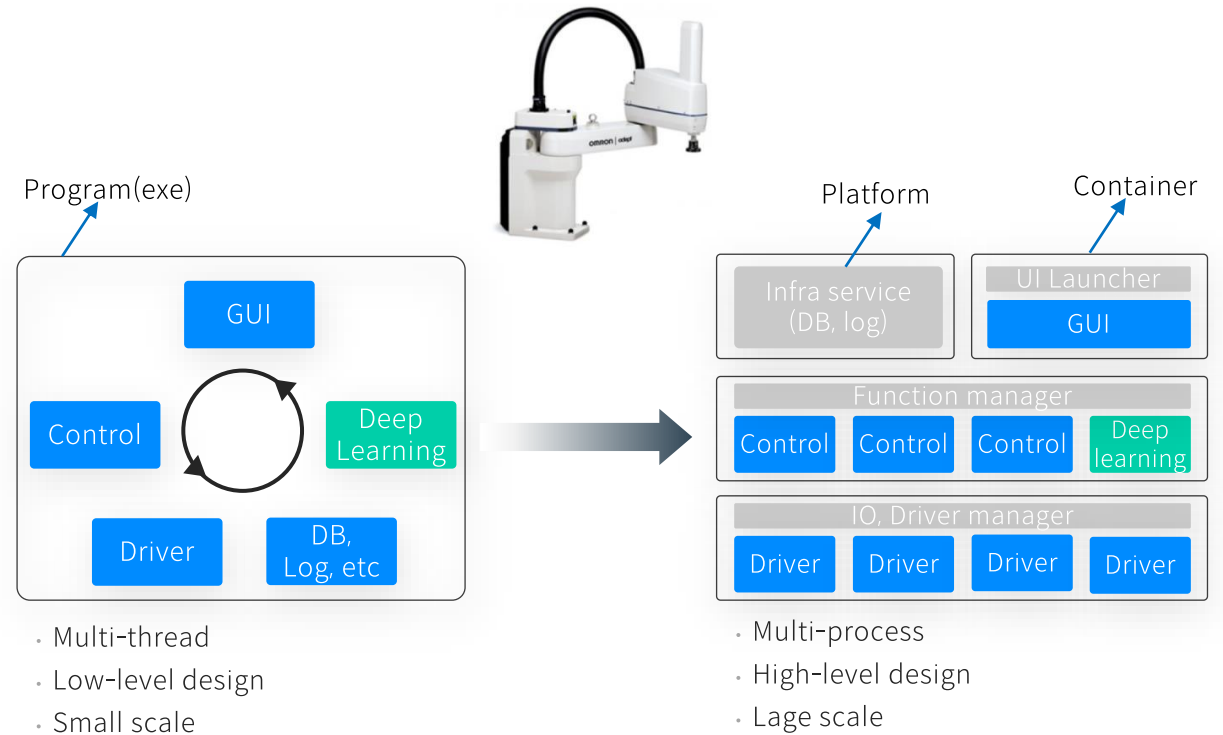 omron | adept
Program(exe)
GUI
Control
Deep
Learning
Driver
DB,
Log, etc
· Multi-thread
· Low-level design
· Small scale
Platform
Container
Infra service
(DB, log)
UI Launcher
GUI
Function manager
Control
Control
Control
Deep
learning
IO, Driver manager
Driver
Driver
Driver
Driver
· Multi-process
· High-level design
· Lage scale